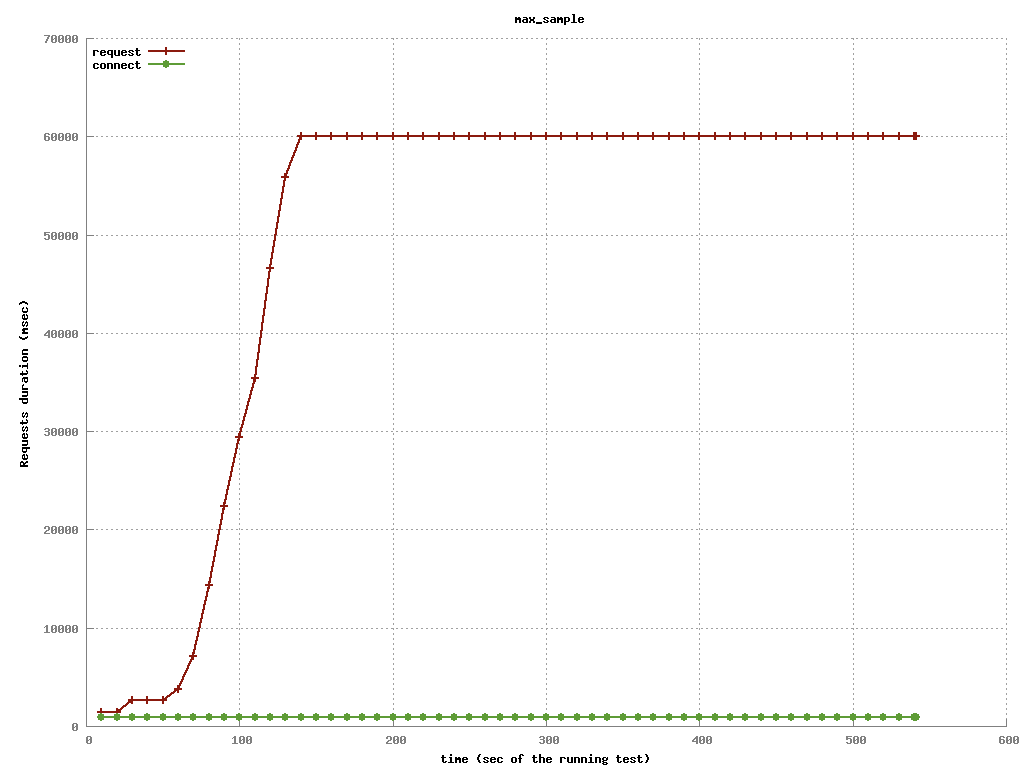 max_sample
70000
request
connect
60000
50000
40000
30000
20000
10000
0
Requests duration (msec)
0 100 200 300 400 500 600
time (sec of the running test)